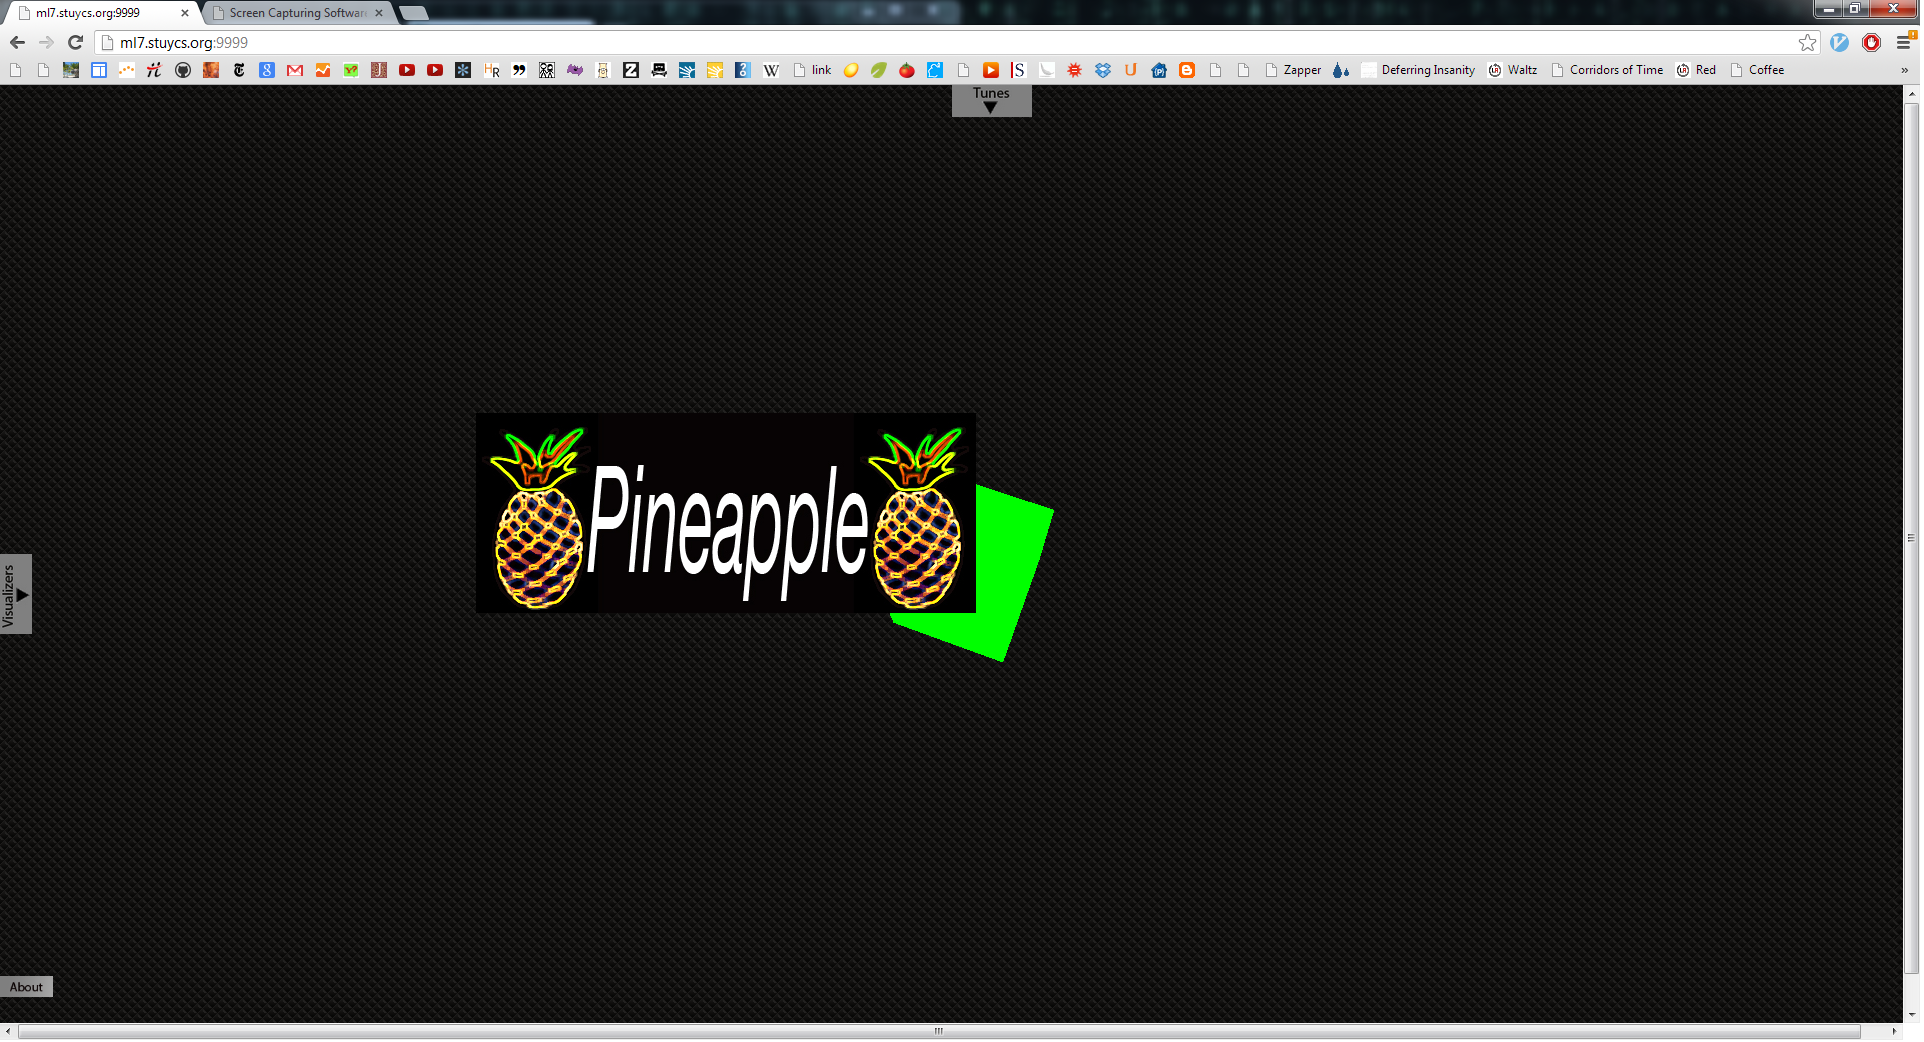 ml7.stuycs.org:9999
Screen Capturing Softwar
ml7.stuycs.org:9999
link
Zapper
Deferring Insanity
Waltz
Corridors of Time
Red
Coffee
»
Tunes
Pineapple
Visualizers
About